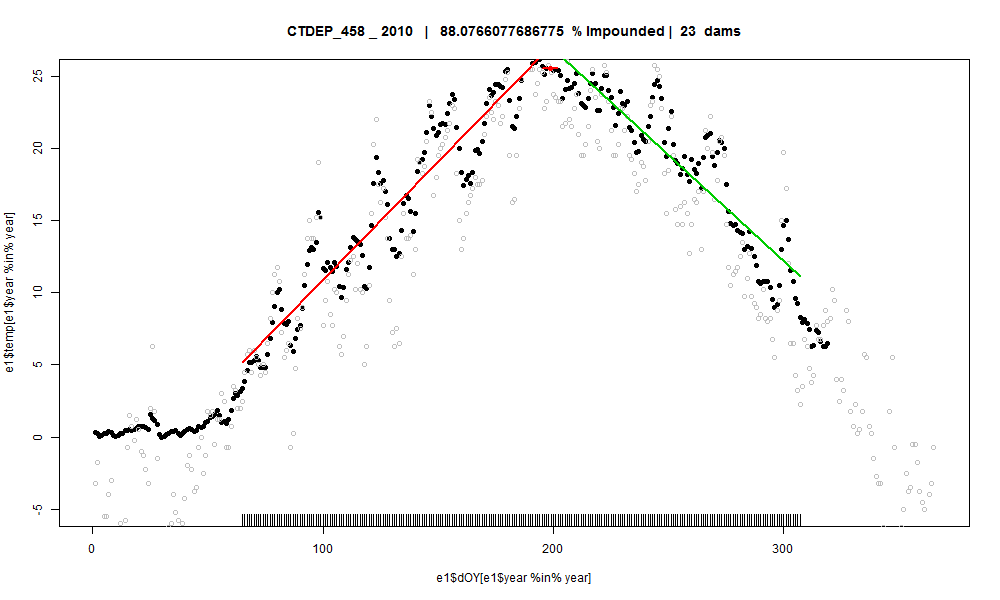 CTDEP_458 _ 2010 | 88.0766077686775 % Impounded | 23 dams
e1$temp[e1$year %in% year]
25
20
15
10
5
0
-5
0 100 200 300
e1$dOY[e1$year %in% year]